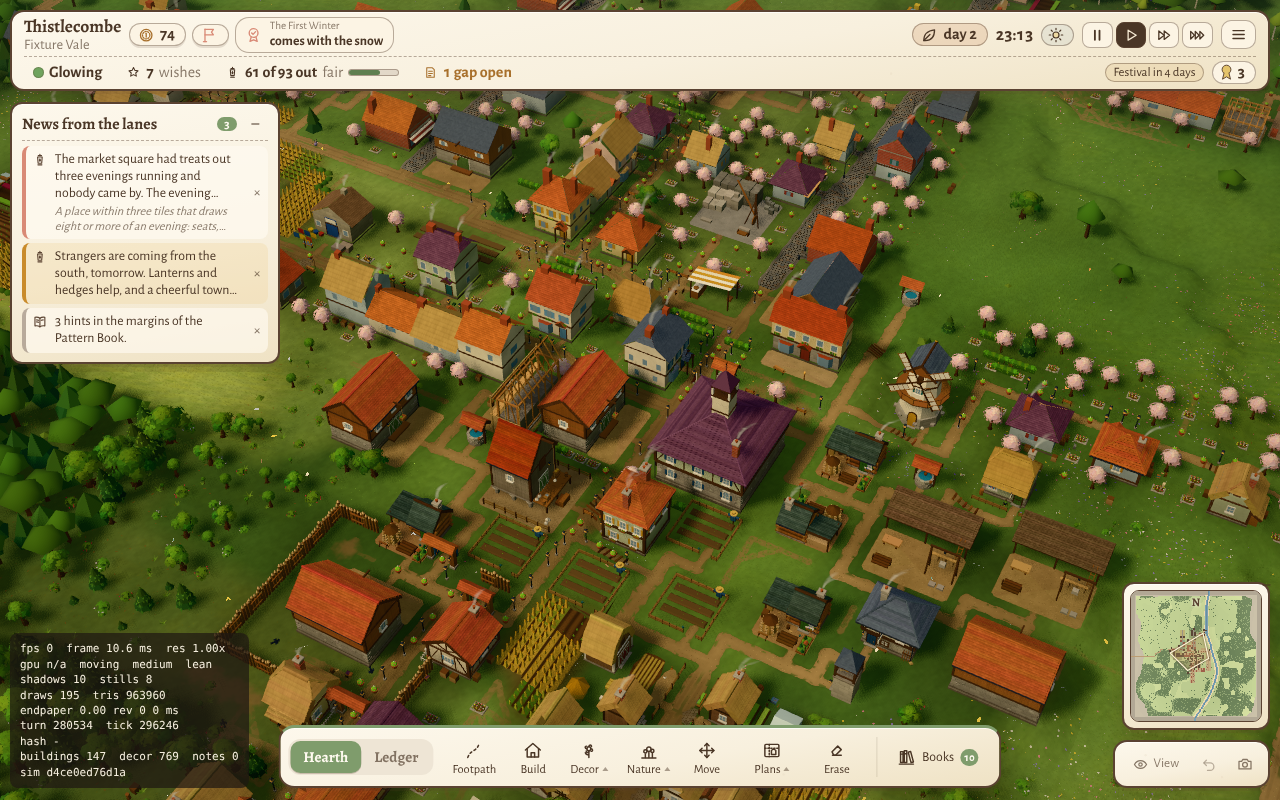 Thistlecombe
Fixture Vale
74
The First Winter
comes with the snow
day 2
23:13
Glowing
7 wishes
61 of 93 out fair
1 gap open
Festival in 4 days
3
News from the lanes
3
The market square had treats out
three evenings running and
nobody came by. The evening…
A place within three tiles that draws
eight or more of an evening: seats,…
Strangers are coming from the
south, tomorrow. Lanterns and
hedges help, and a cheerful town…
3 hints in the margins of the
Pattern Book.
×
×
×
fps 0 frame 10.6 ms res 1.00x
gpu n/a moving medium lean
shadows 10 stills 8
draws 195 tris 963960
endpaper 0.00 rev 0 0 ms
turn 280534 tick 296246
hash -
buildings 147 decor 769 notes 0
sim d4ce0ed76d1a
Hearth
Ledger
Footpath
Build
Decor
Nature
Move
Plans
Erase
Books
10
N
View